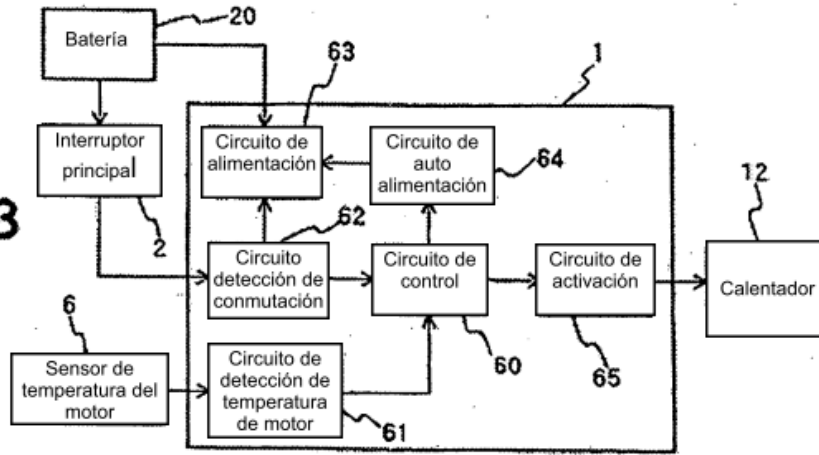 20
Batería
63
1
Interruptor
principal
Circuito de
alimentación
Circuito de
auto
alimentación
64
12
3
2
62
Circuito
detección de
conmutación
Circuito de
control
Circuito de
activación
Calentador
6
60
65
Sensor de
temperatura del
motor
Circuito de
detección de
temperatura
de motor
61